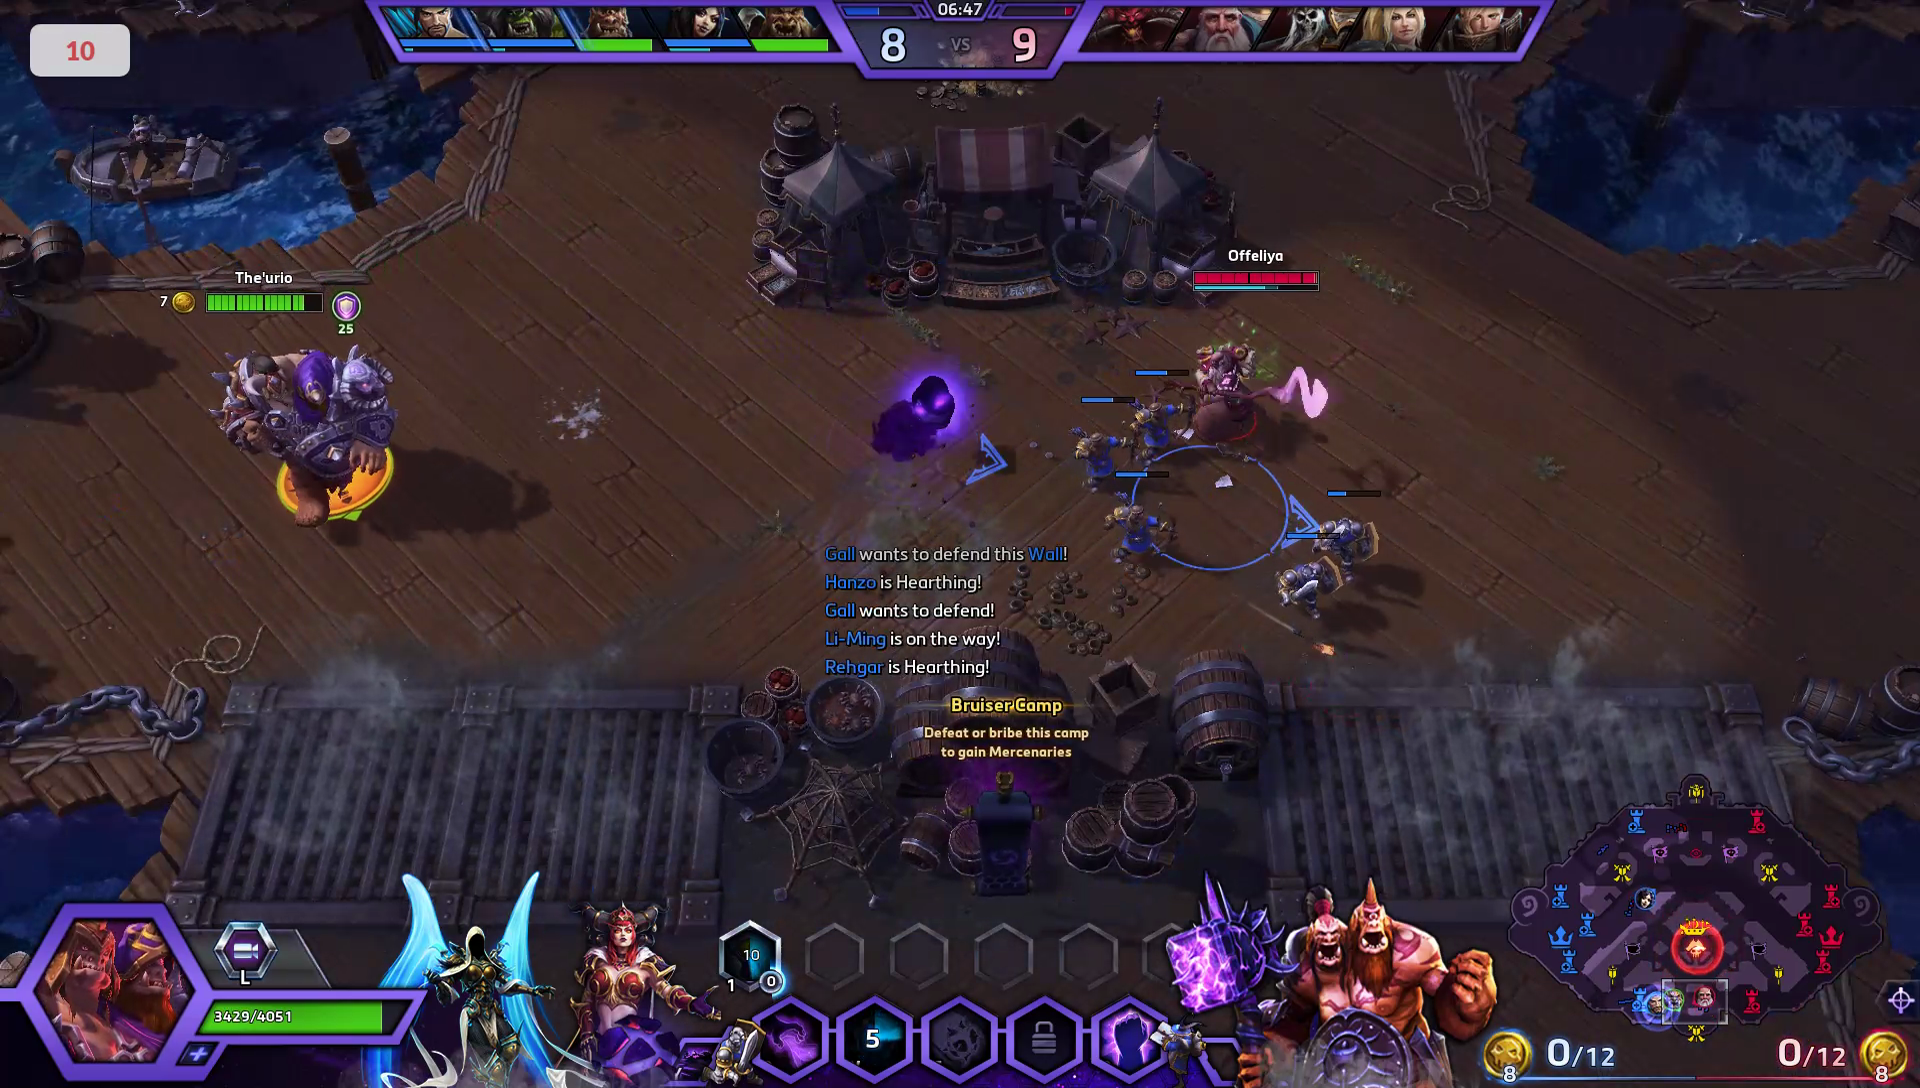 10
06:47
8 VS 9
The'urio
7
25
Offeliya
Gall wants to defend this Wall!
Hanzo is Hearthing!
Gall wants to defend!
Li-Ming is on the way!
Rehgar is Hearthing!
Bruiser Camp
Defeat or bribe this camp
to gain Mercenaries
L
10
1
0
3429/4051
5
0/12
8
0/12
8